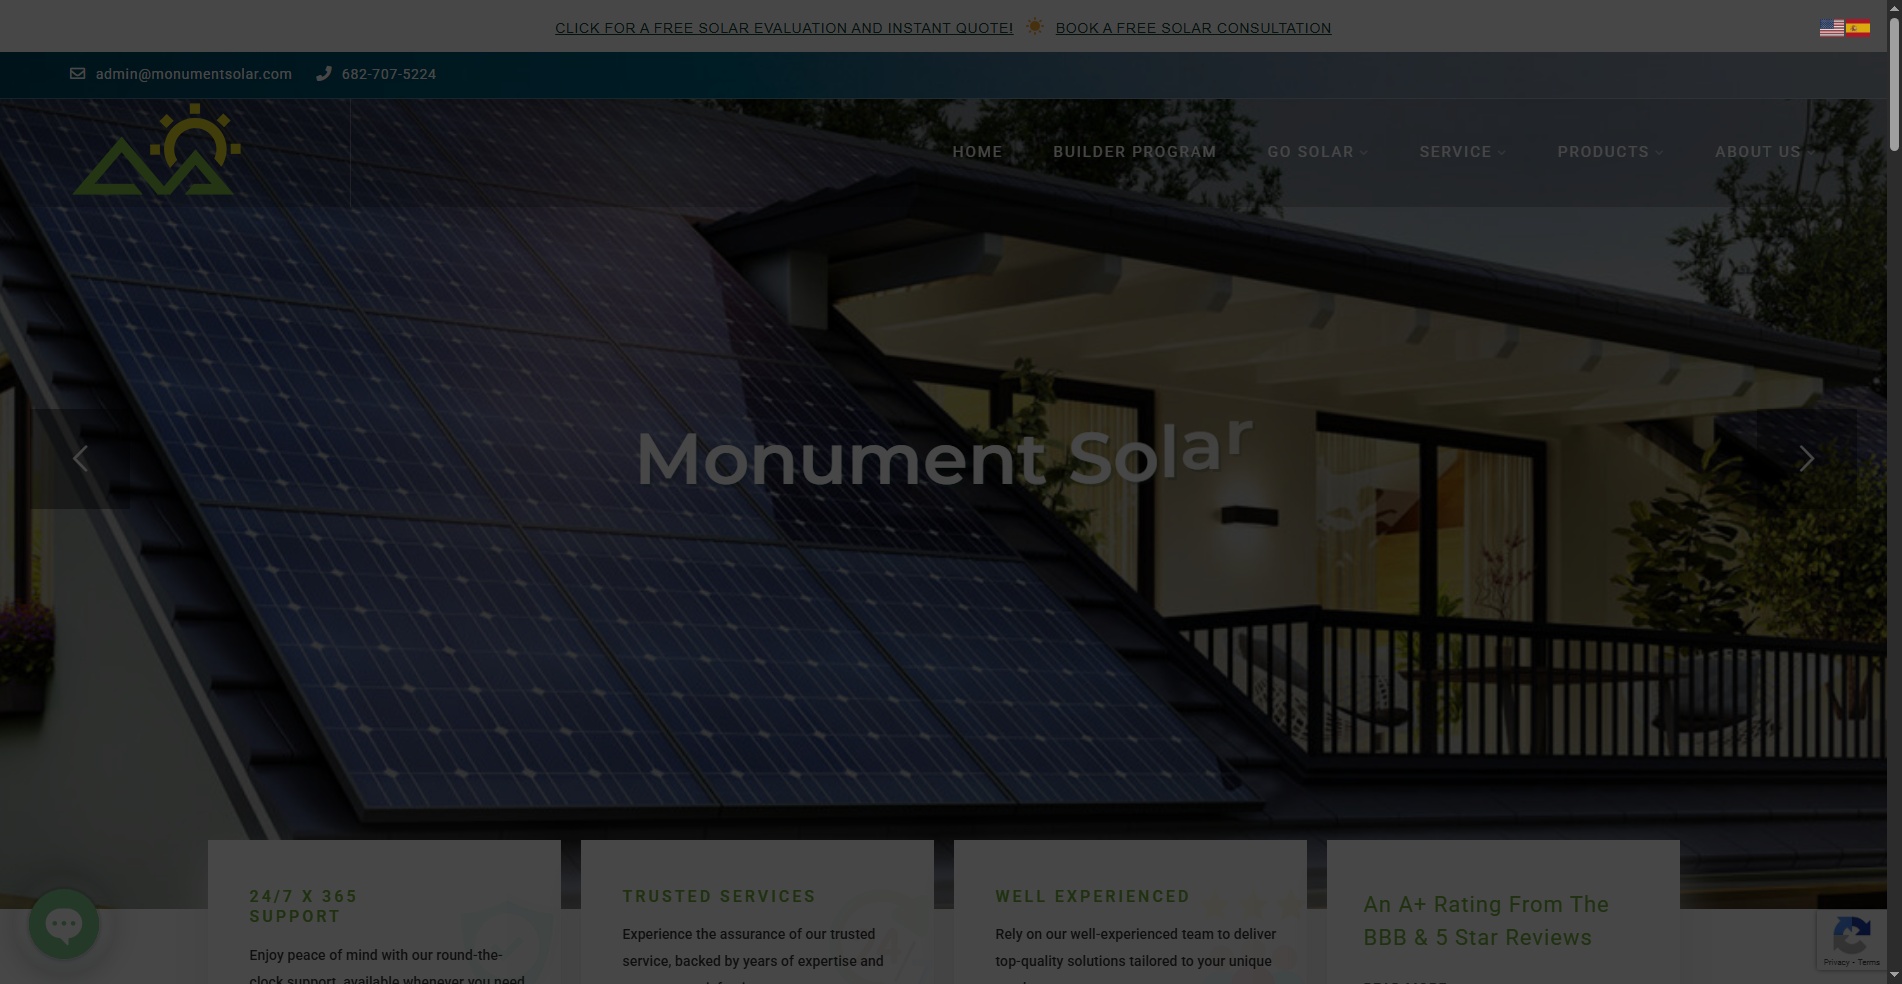 CLICK FOR A FREE SOLAR EVALUATION AND INSTANT QUOTE! BOOK A FREE SOLAR CONSULTATION
admin@monumentsolar.com 682-707-5224
HOME BUILDER PROGRAM GO SOLAR SERVICE PRODUCTS ABOUT US
Monument Solar
24/7 X 365
SUPPORT
Enjoy peace of mind with our round-the-
clock support, available whenever you need
TRUSTED SERVICES
Experience the assurance of our trusted
service, backed by years of expertise and
WELL EXPERIENCED
Rely on our well-experienced team to deliver
top-quality solutions tailored to your unique
An A+ Rating From The
BBB & 5 Star Reviews
Privacy - Terms